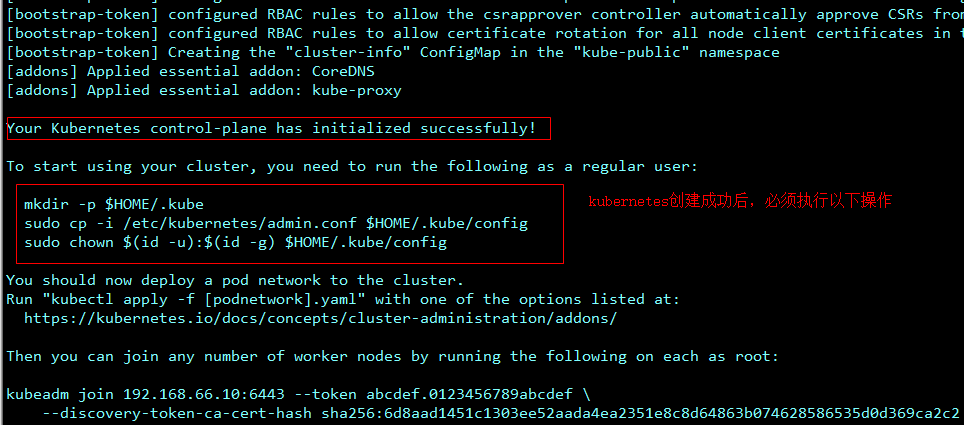 [bootstrap-token] configured RBAC rules to allow the csrapprover controller automatically approve CSRs from
[bootstrap-token] configured RBAC rules to allow certificate rotation for all node client certificates in
[bootstrap-token] Creating the "cluster-info" ConfigMap in the "kube-public" namespace
[addons] Applied essential addon: CoreDNS
[addons] Applied essential addon: kube-proxy
Your Kubernetes control-plane has initialized successfully!
To start using your cluster, you need to run the following as a regular user:
mkdir -p $HOME/.kube
kubernetes创建成功后，必须执行以下操作
sudo cp -i /etc/kubernetes/admin.conf $HOME/.kube/config
sudo chown $(id -u):$(id -g) $HOME/.kube/config
You should now deploy a pod network to the cluster.
Run "kubectl apply -f [podnetwork].yaml" with one of the options listed at:
https://kubernetes.io/docs/concepts/cluster-administration/addons/
Then you can join any number of worker nodes by running the following on each as root:
kubeadm join 192.168.66.10:6443 --token abcdef.0123456789abcdef \
--discovery-token-ca-cert-hash sha256:6d8aad1451c1303ee52aada4ea2351e8c8d64863b074628586535d0d369ca2c2